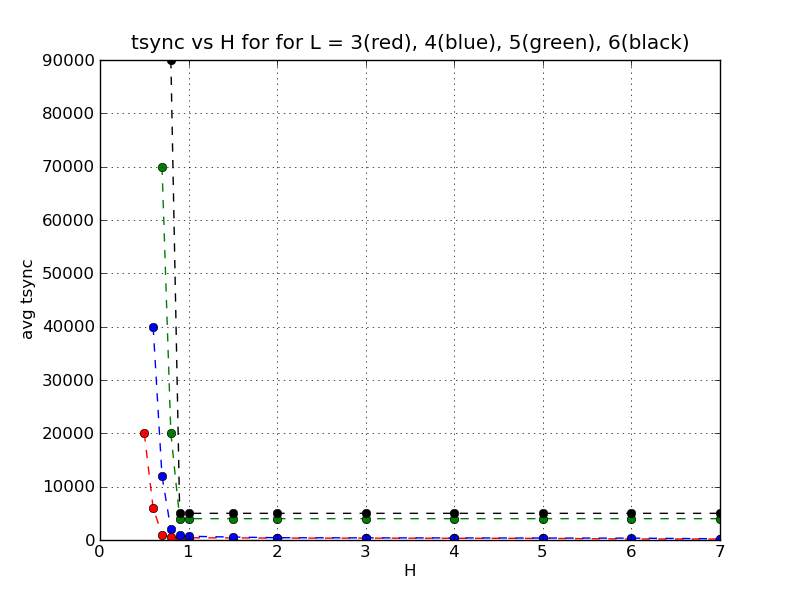 tsync vs H for for L = 3(red), 4(blue), 5(green), 6(black)
90000
80000
70000
60000
50000
40000
30000
20000
10000
0
avg tsync
0 1 2 3 4 5 6 7
H